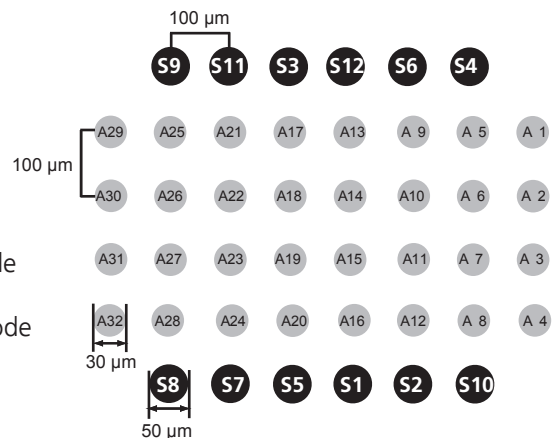 100 µm
S9 S11 S3 S12 S6 S4
A29 A25 A21 A17 A13 A 9 A 5 A 1
100 µm
A30 A26 A22 A18 A14 A10 A 6 A 2
A31 A27 A23 A19 A15 A11 A 7 A 3
A32 A28 A24 A20 A16 A12 A 8 A 4
30 µm
S8 S7 S5 S1 S2 S10
50 µm